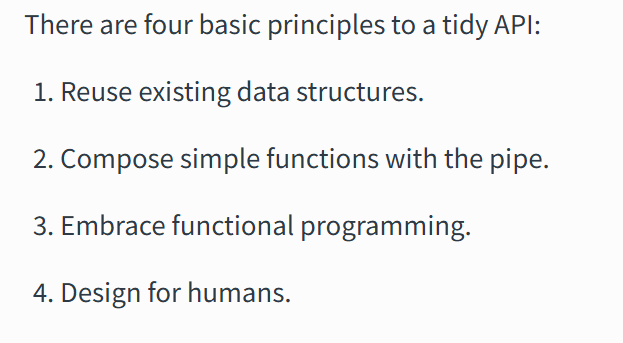 There are four basic principles to a tidy API:
1. Reuse existing data structures.
2. Compose simple functions with the pipe.
3. Embrace functional programming.
4. Design for humans.